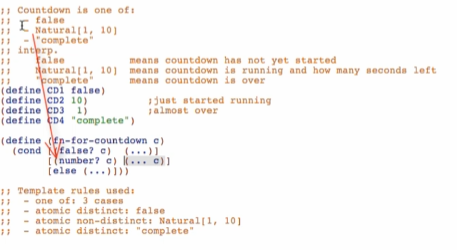 ;; Countdown is one of:
;;  - false
;;  - Natural[1, 10]
;;  - "complete"
;; interp.
;;    false           means countdown has not yet started
;;    Natural[1, 10]  means countdown is running and how many seconds left
;;    "complete"      means countdown is over
(define CD1 false)
(define CD2 10)          ;just started running
(define CD3  1)          ;almost over
(define CD4 "complete")
(define (fn-for-countdown c)
  (cond [(false? c) (...)]
        [(number? c) (... c)]
        [else (...)]))
;; Template rules used:
;;  - one of: 3 cases
;;  - atomic distinct: false
;;  - atomic non-distinct: Natural[1, 10]
;;  - atomic distinct: "complete"